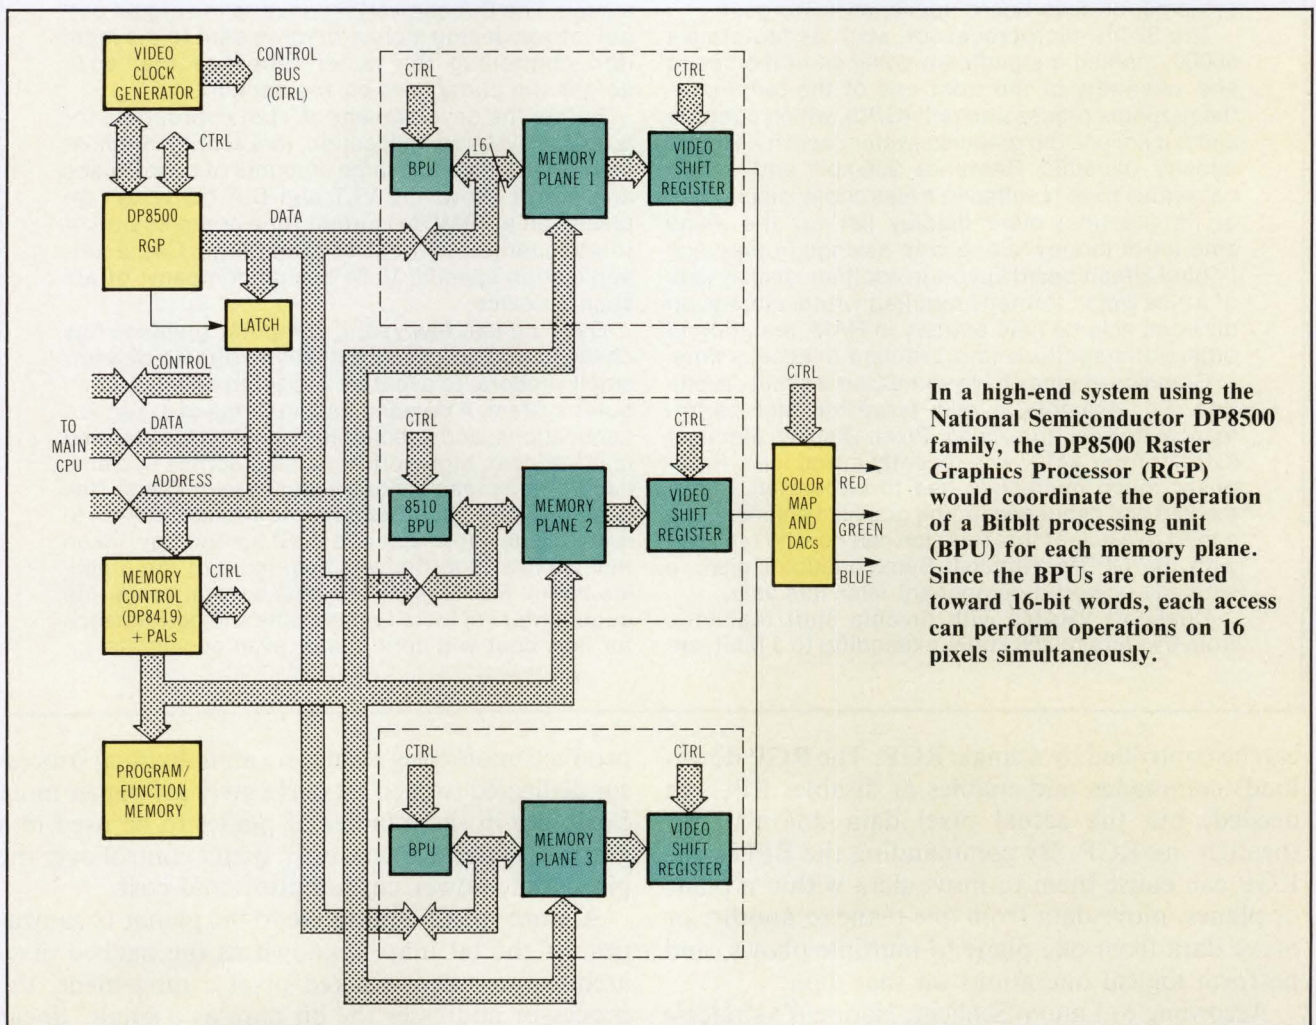 VIDEO
CLOCK
GENERATOR
CONTROL
BUS
(CTRL)
CTRL
DP8500
RGP
DATA
LATCH
CONTROL
DATA
TO
MAIN
CPU
ADDRESS
MEMORY
CONTROL
(DP8419)
+ PALs
CTRL
PROGRAM/
FUNCTION
MEMORY
CTRL
BPU
16
MEMORY
PLANE 1
CTRL
VIDEO
SHIFT
REGISTER
CTRL
8510
BPU
MEMORY
PLANE 2
CTRL
VIDEO
SHIFT
REGISTER
CTRL
BPU
MEMORY
PLANE 3
CTRL
VIDEO
SHIFT
REGISTER
CTRL
COLOR
MAP
AND
DACs
RED
GREEN
BLUE
In a high-end system using the
National Semiconductor DP8500
family, the DP8500 Raster
Graphics Processor (RGP)
would coordinate the operation
of a Bitblt processing unit
(BPU) for each memory plane.
Since the BPUs are oriented
toward 16-bit words, each access
can perform operations on 16
pixels simultaneously.